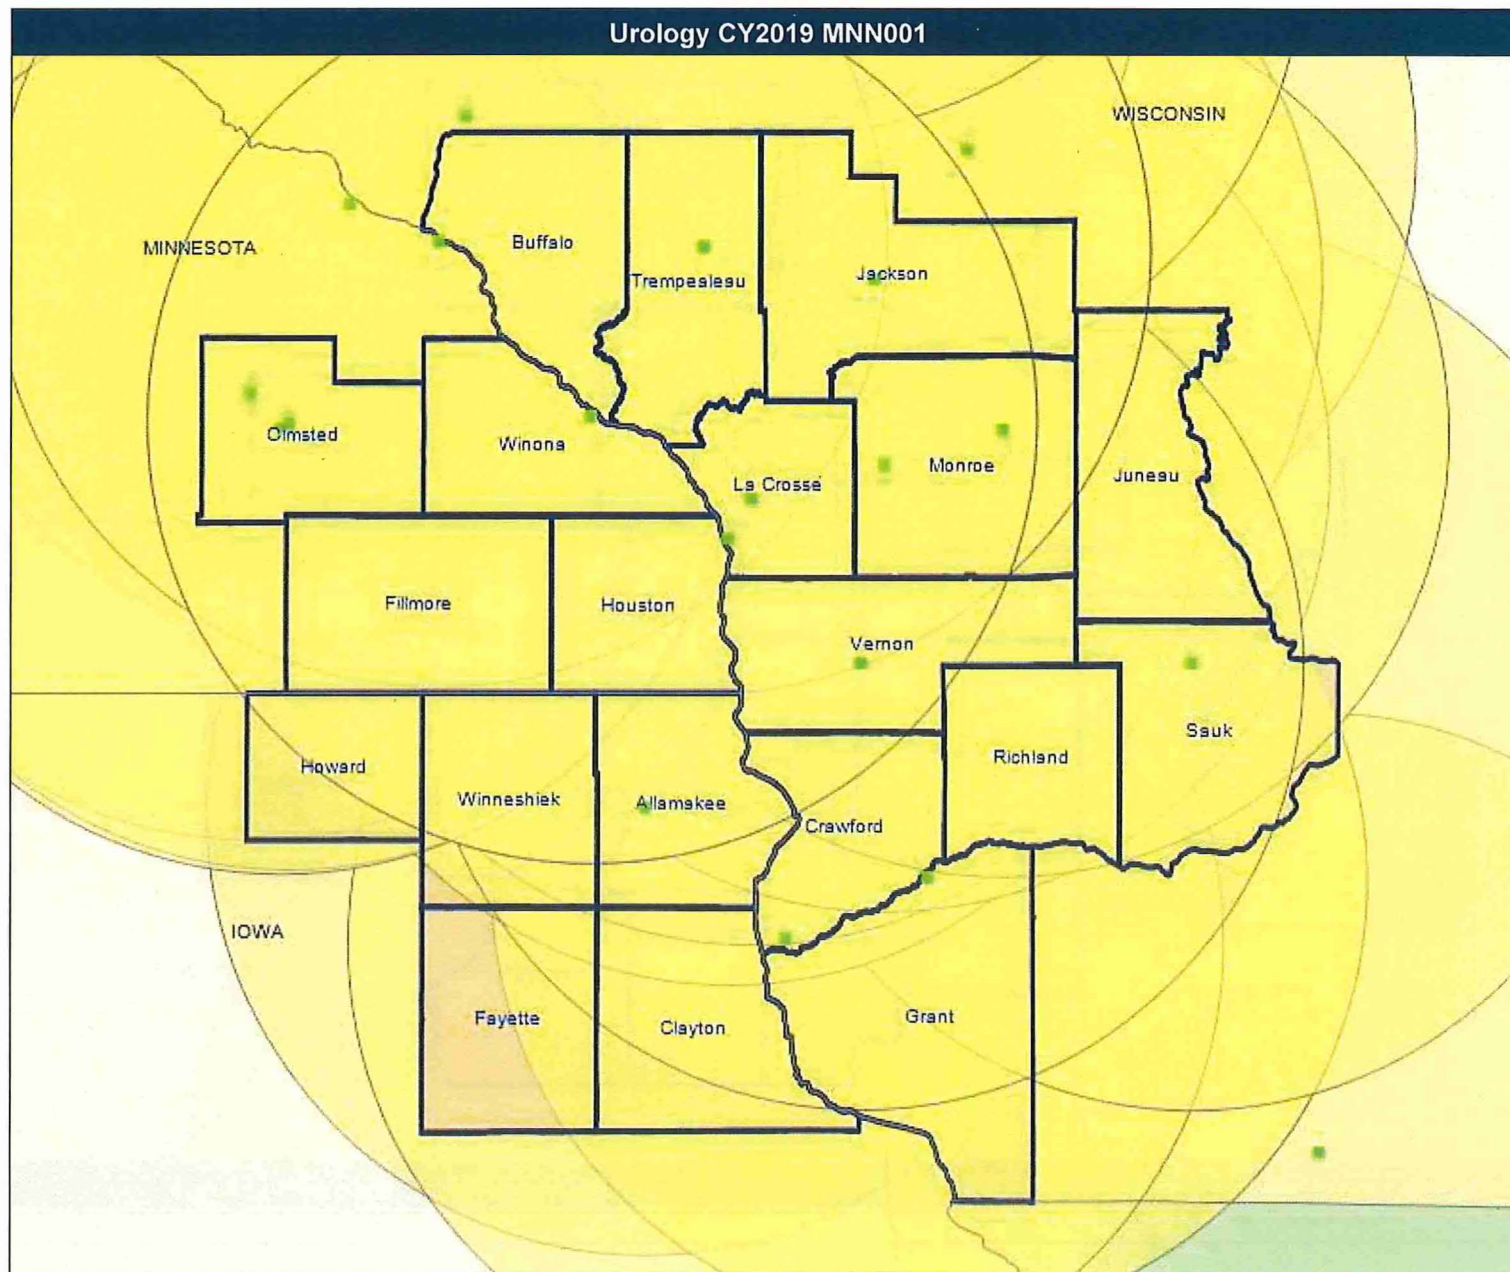 Urology CY2019 MNN001
WISCONSIN
MINNESOTA
Buffalo
Trempealeau
Jackson
Olmsted
Winona
La Crosse
Monroe
Juneau
Fillmore
Houston
Vernon
Sauk
Richland
Howard
Winneshiek
Allamakee
Crawford
IOWA
Fayette
Clayton
Grant